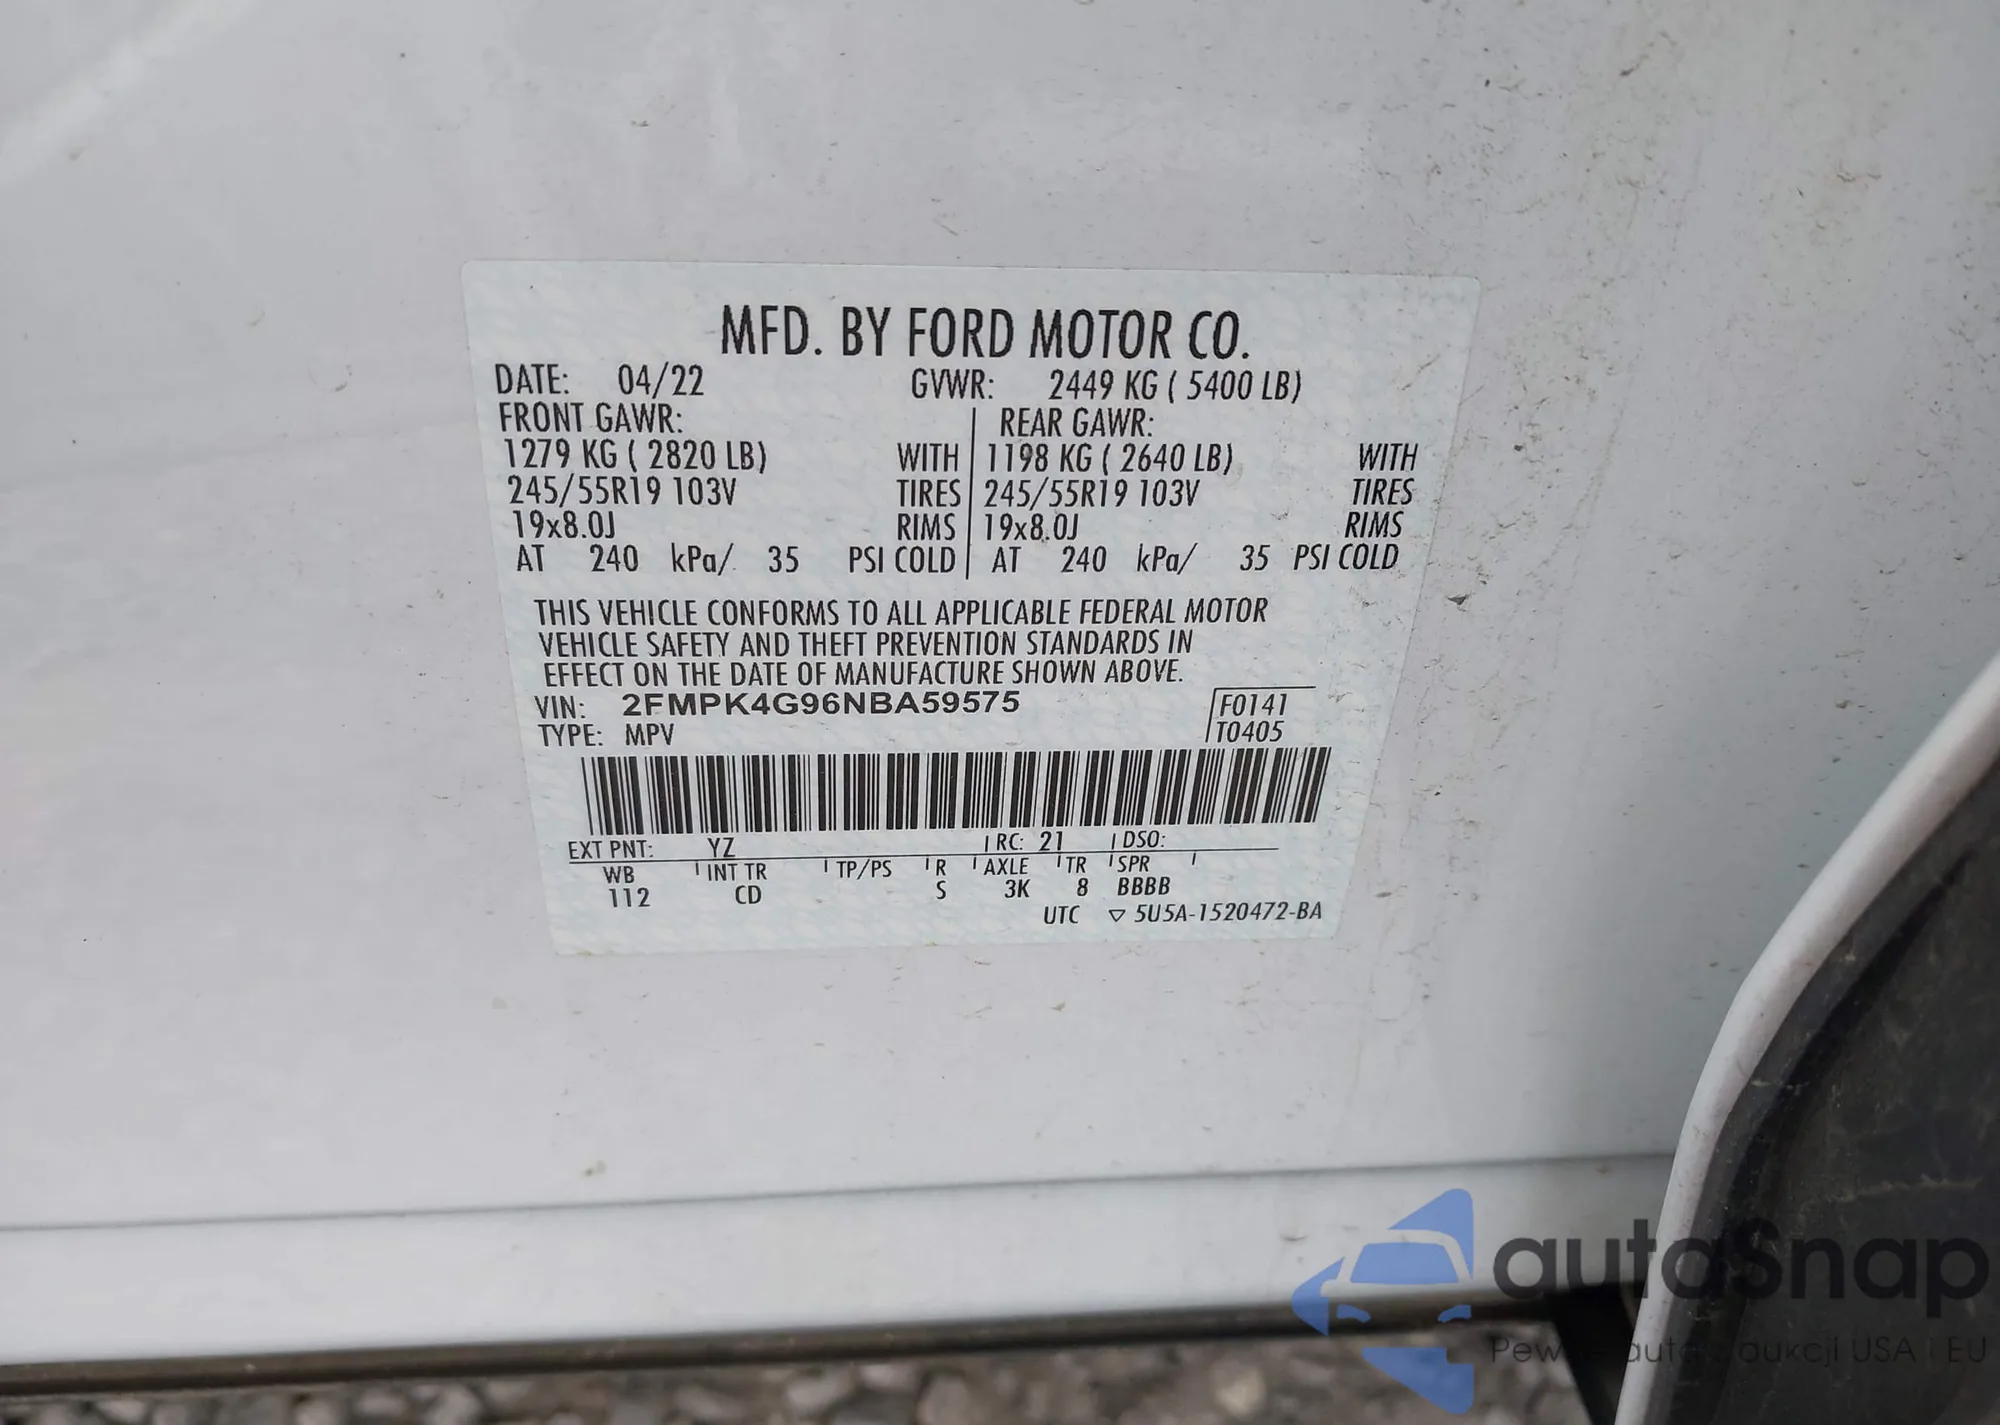 MFD. BY FORD MOTOR CO.
DATE: 04/22 GVWR: 2449 KG ( 5400 LB)
FRONT GAWR: REAR GAWR:
1279 KG ( 2820 LB) WITH 1198 KG ( 2640 LB) WITH
245/55R19 103V TIRES 245/55R19 103V TIRES
19x8.0J RIMS 19x8.0J RIMS
AT 240 kPa/ 35 PSI COLD AT 240 kPa/ 35 PSI COLD
THIS VEHICLE CONFORMS TO ALL APPLICABLE FEDERAL MOTOR
VEHICLE SAFETY AND THEFT PREVENTION STANDARDS IN
EFFECT ON THE DATE OF MANUFACTURE SHOWN ABOVE.
VIN: 2FMPK4G96NBA59575 F0141
TYPE: MPV T0405
EXT PNT: YZ RC: 21 DSO:
WB INT TR TP/PS R AXLE TR SPR
112 CD S 3K 8 BBBB
UTC ▽ 5U5A-1520472-BA
autaSnap
auta aukcji USA i EU